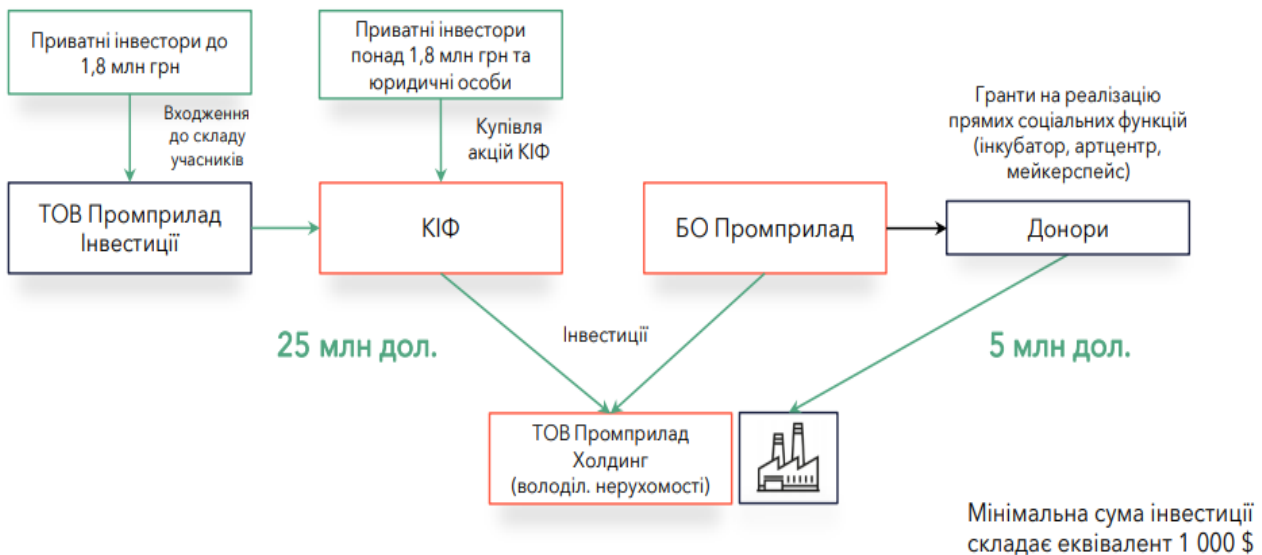 Приватні інвестори до
1,8 млн грн
Приватні інвестори
понад 1,8 млн грн та
юридичні особи
Входження
до складу
учасників
Купівля
акцій КІФ
Гранти на реалізацію
прямих соціальних функцій
(інкубатор, артцентр,
мейкерспейс)
ТОВ Промприлад
Інвестиції
КІФ
БО Промприлад
Донори
25 млн дол.
Інвестиції
5 млн дол.
ТОВ Промприлад
Холдинг
(володіл. нерухомості)
Мінімальна сума інвестиції
складає еквівалент 1 000 $